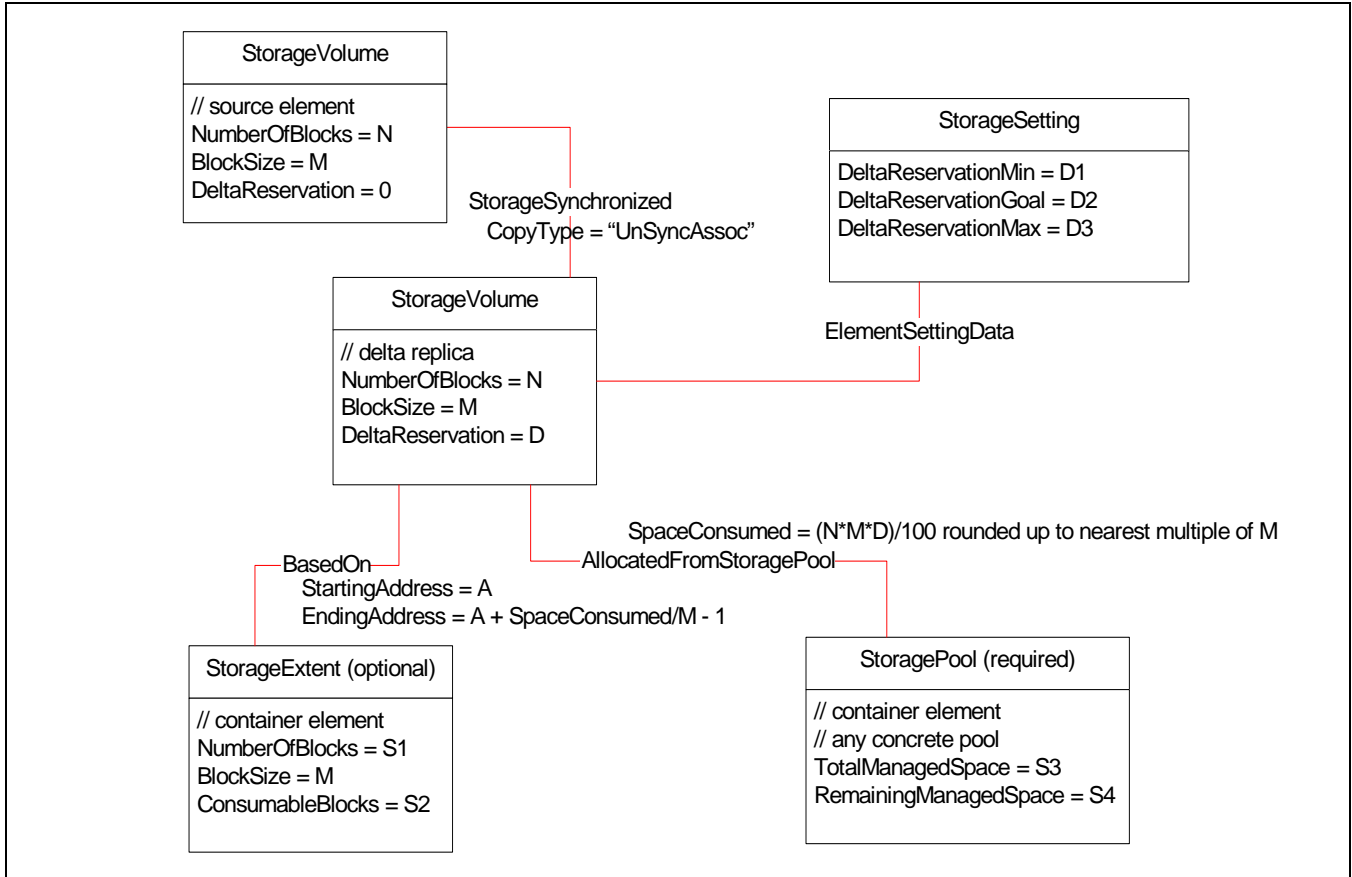 StorageVolume
// source element
NumberOfBlocks = N
BlockSize = M
DeltaReservation = 0
StorageSetting
DeltaReservationMin = D1
DeltaReservationGoal = D2
DeltaReservationMax = D3
StorageSynchronized
CopyType = “UnSyncAssoc”
StorageVolume
// delta replica
NumberOfBlocks = N
BlockSize = M
DeltaReservation = D
ElementSettingData
SpaceConsumed = (N*M*D)/100 rounded up to nearest multiple of M
AllocatedFromStoragePool
BasedOn
StartingAddress = A
EndingAddress = A + SpaceConsumed/M - 1
StorageExtent (optional)
// container element
NumberOfBlocks = S1
BlockSize = M
ConsumableBlocks = S2
StoragePool (required)
// container element
// any concrete pool
TotalManagedSpace = S3
RemainingManagedSpace = S4